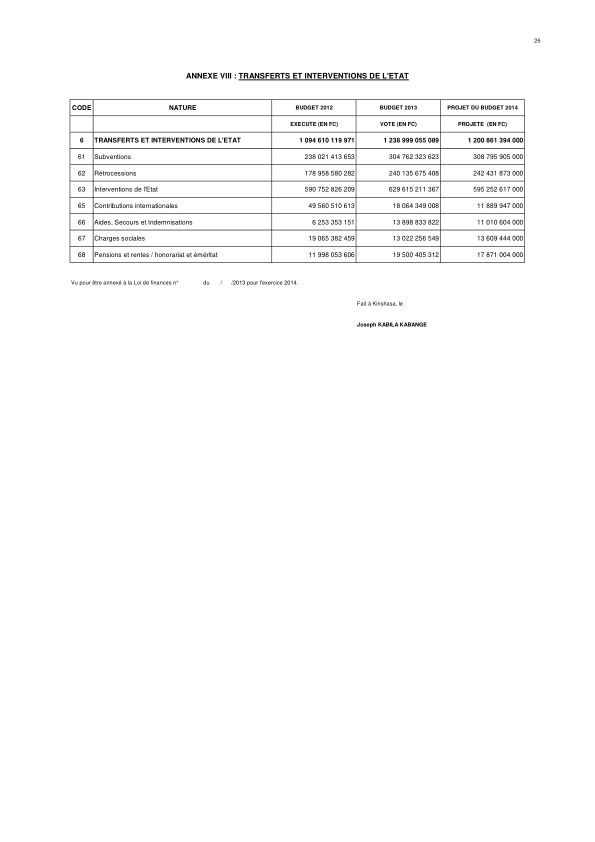 26
ANNEXE VIII : TRANSFERTS ET INTERVENTIONS DE L'ETAT
CODE NATURE BUDGET 2012 BUDGET 2013 PROJET DU BUDGET 2014
EXECUTE (EN FC) VOTE (EN FC) PROJETE (EN FC)
6 TRANSFERTS ET INTERVENTIONS DE L'ETAT 1 094 610 119 971 1 238 999 055 089 1 200 861 394 000
61 Subventions 238 021 413 653 304 762 323 623 308 795 905 000
62 Rétrocessions 178 958 580 282 240 135 675 408 242 431 873 000
63 Interventions de l'Etat 590 752 826 209 629 615 211 367 595 252 617 000
65 Contributions internationales 49 560 510 613 18 064 349 008 11 889 947 000
66 Aides, Secours et Indemnisations 6 253 353 151 13 898 833 822 11 010 604 000
67 Charges sociales 19 065 382 459 13 022 256 549 13 609 444 000
68 Pensions et rentes / honorariat et éméritat 11 998 053 606 19 500 405 312 17 871 004 000
Vu pour être annexé à la Loi de finances n° du / /2013 pour l'exercice 2014.
Fait à Kinshasa, le
Joseph KABILA KABANGE